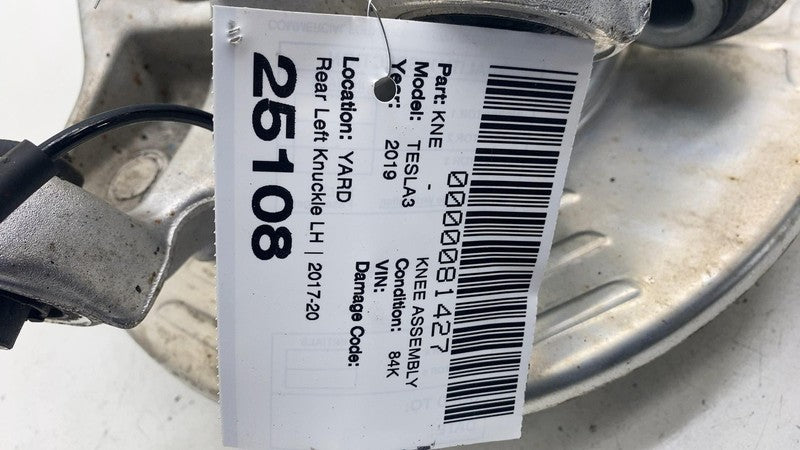 0000081427
Part: KNE - KNEE ASSEMBLY
Model: TESLA3 Condition: 84K
Year: 2019 VIN:
Damage Code:
Location: YARD
Rear Left Knuckle LH | 2017-20
25108